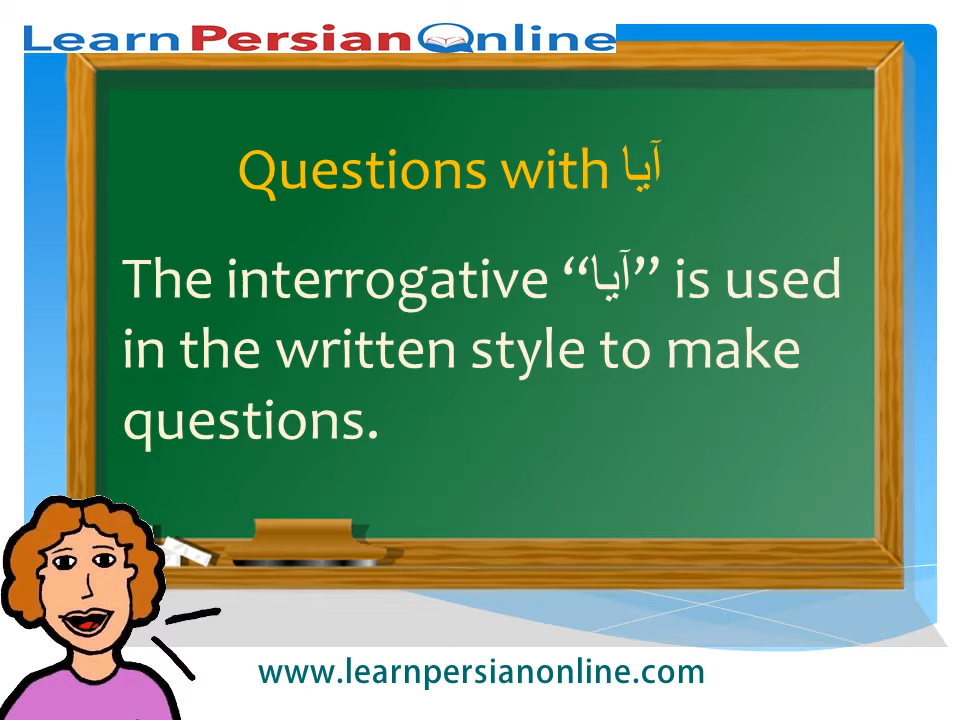 Learn Persian Online
Questions with آیا
The interrogative “آیا” is used
in the written style to make
questions.
www.learnpersianonline.com